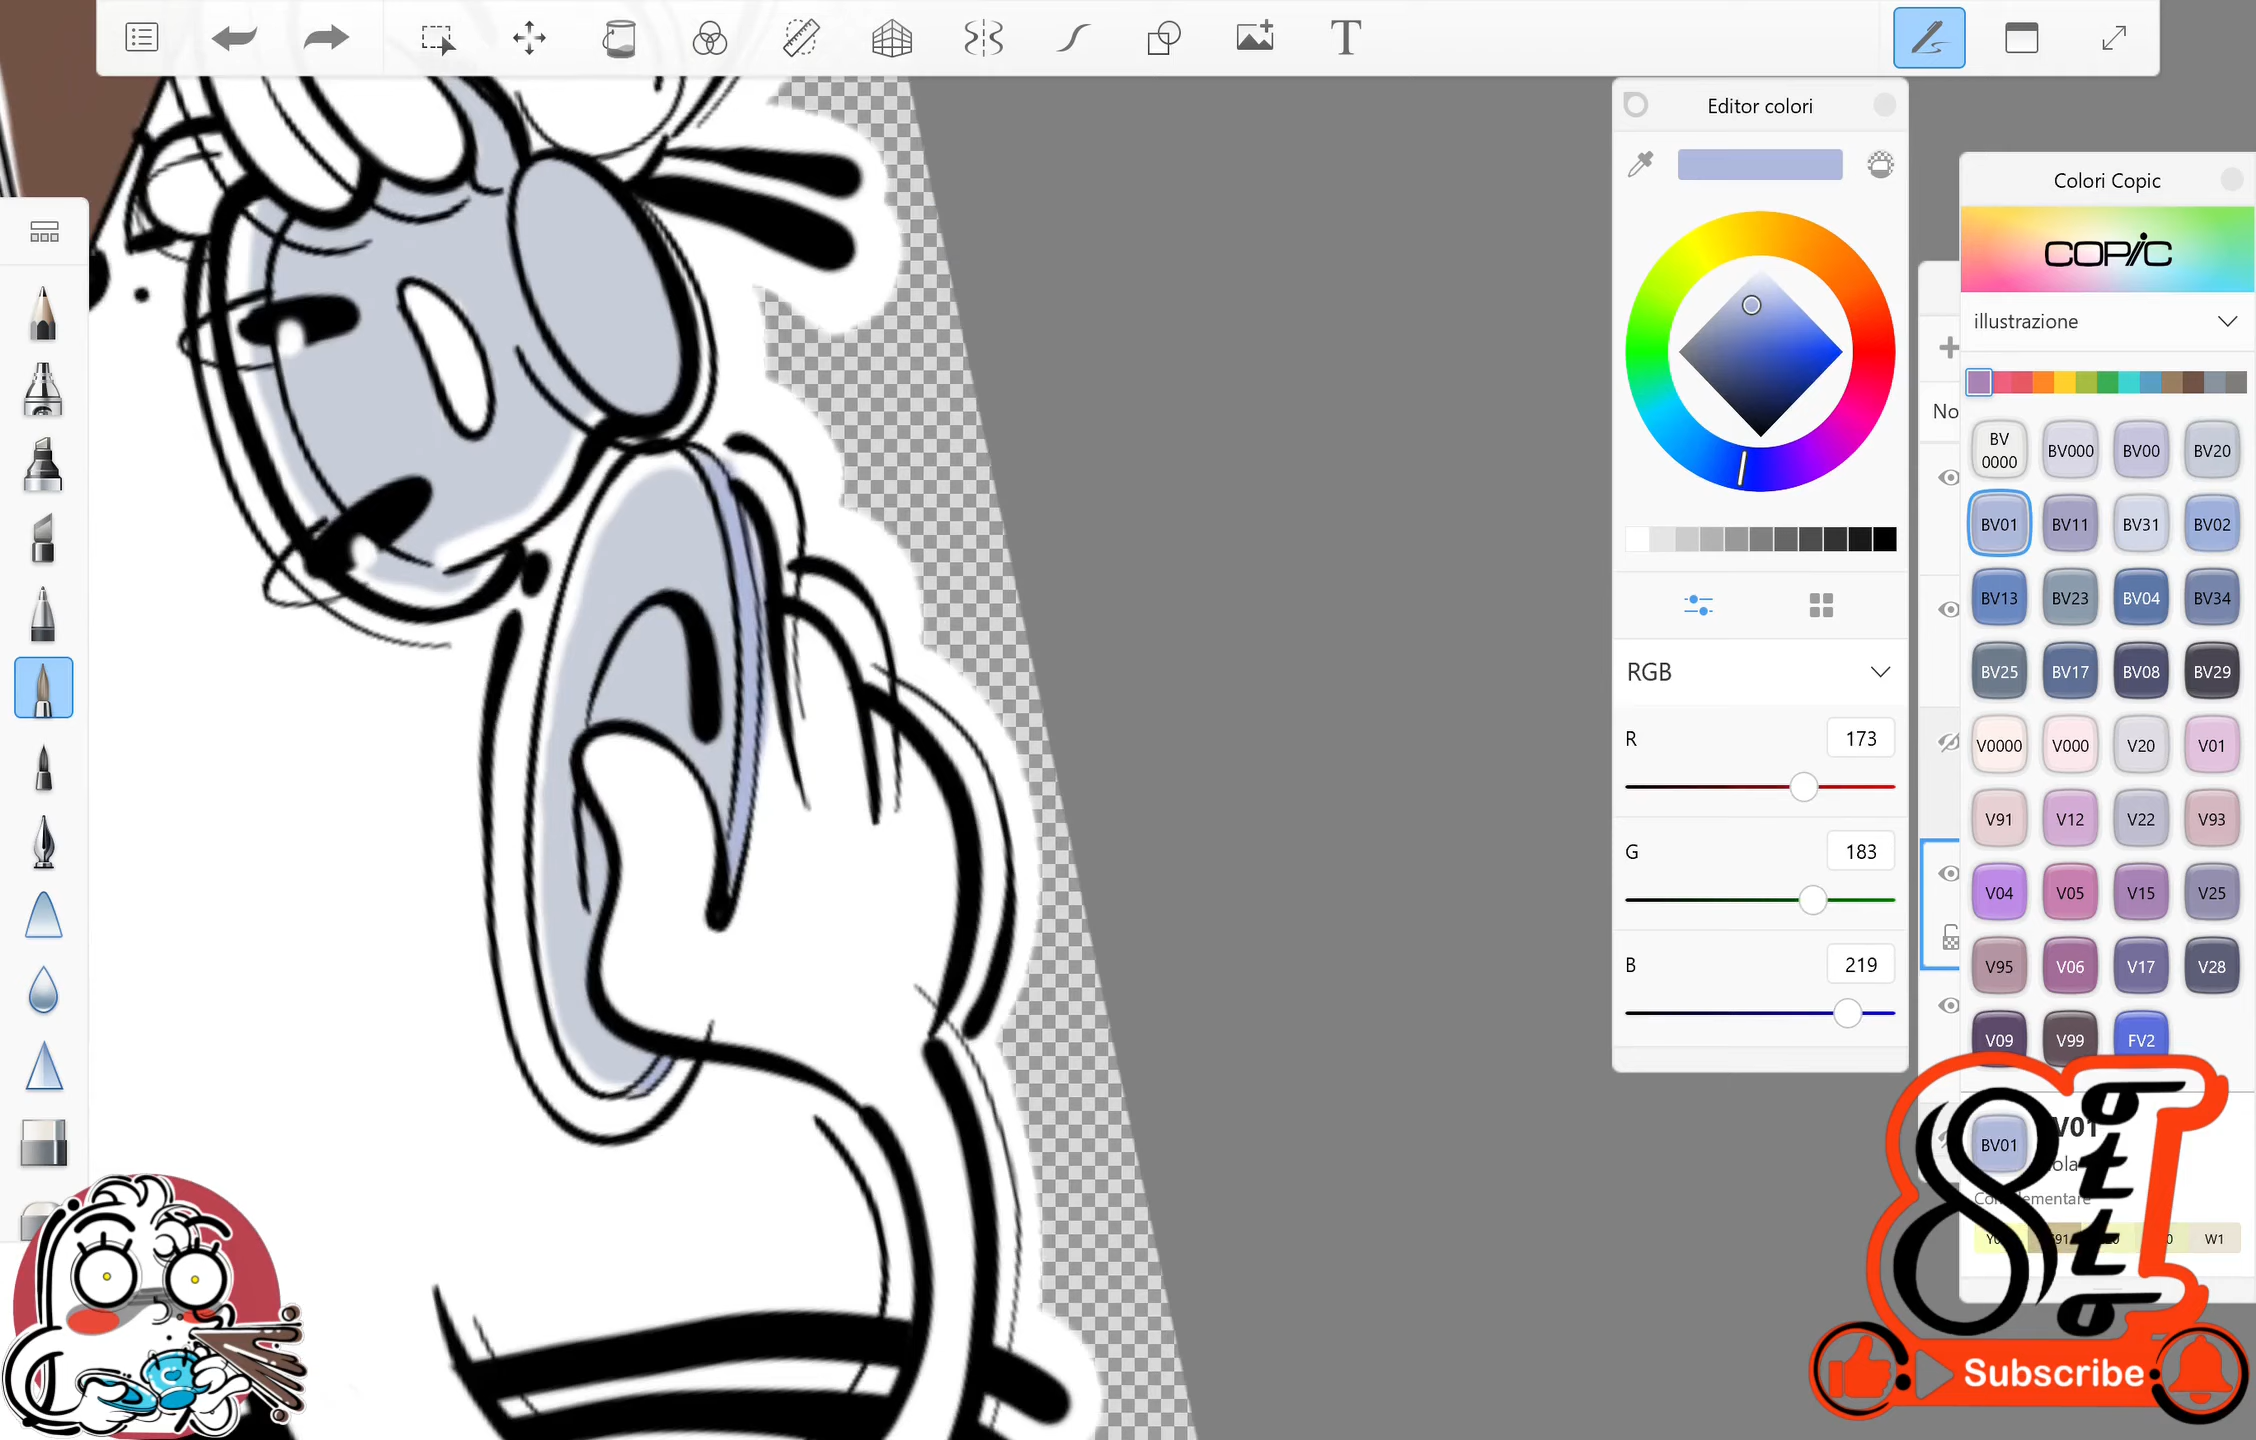 T
Editor colori
Colori Copic
COPIC
illustrazione
No
BV
0000
BV000
BV00
BV20
BV01
BV11
BV31
BV02
BV13
BV23
BV04
BV34
RGB
BV25
BV17
BV08
BV29
R
173
V0000
V000
V20
V01
V91
V12
V22
V93
G
183
V04
V05
V15
V25
B
219
V95
V06
V17
V28
V09
V99
FV2
BV01
V01
8otto
W1
Subscribe